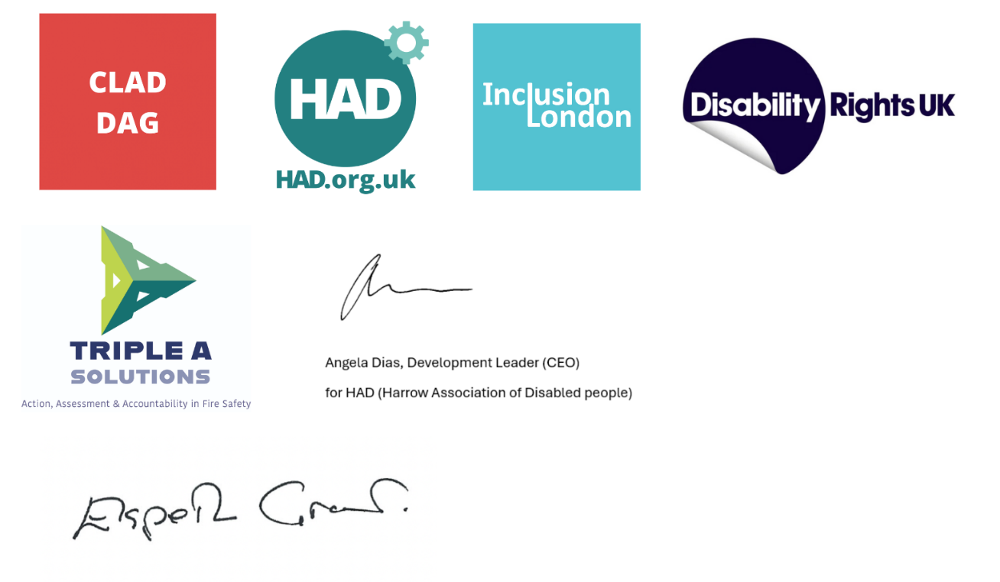 CLAD
DAG
HAD
HAD.org.uk
Inclusion
London
Disability Rights UK
TRIPLE A
SOLUTIONS
Action, Assessment & Accountability in Fire Safety
Angela Dias, Development Leader (CEO)
for HAD (Harrow Association of Disabled people)
Elspeth Grant.